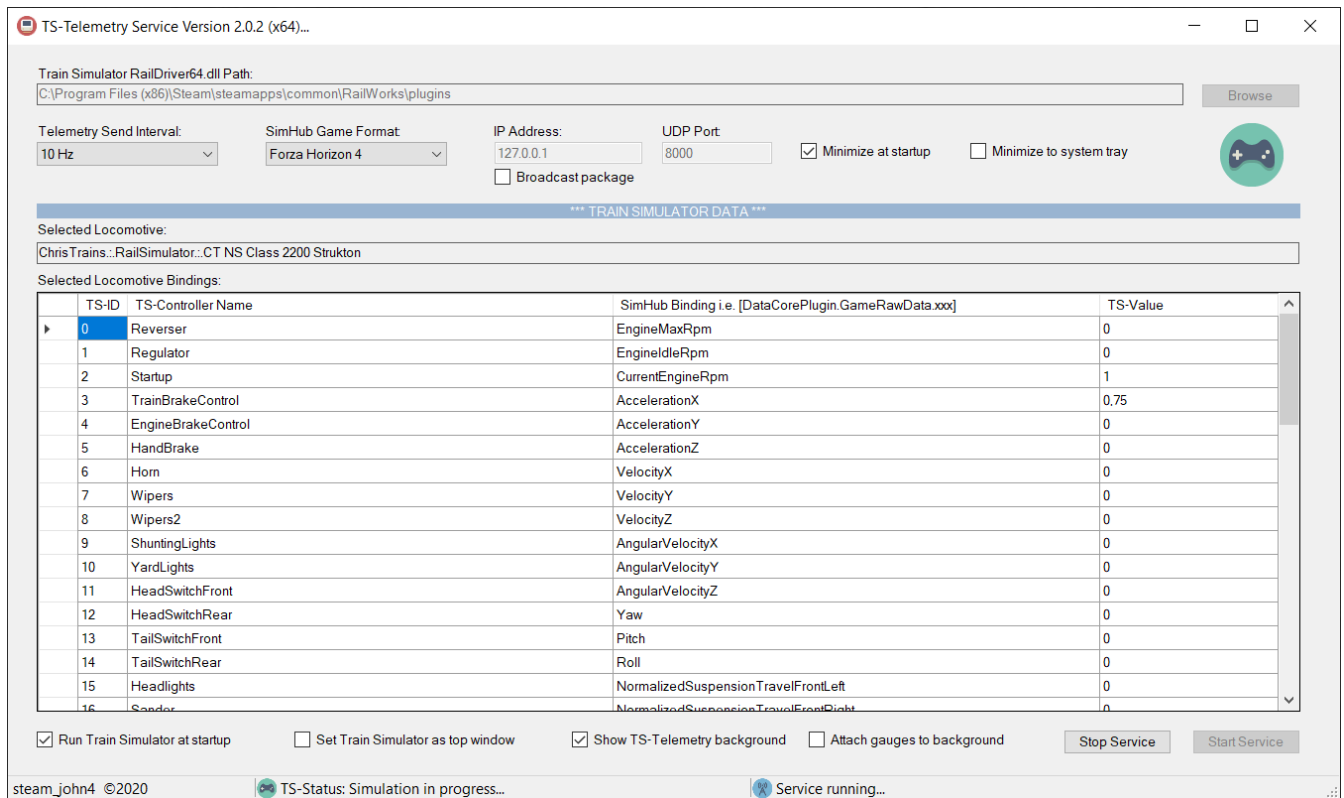 TS-Telemetry Service Version 2.0.2 (x64)...
Train Simulator RailDriver64.dll Path:
C:\Program Files (x86)\Steam\steamapps\common\RailWorks\plugins
Browse
Telemetry Send Interval: SimHub Game Format: IP Address: UDP Port:
10 Hz Forza Horizon 4 127.0.0.1 8000 Minimize at startup Minimize to system tray
Broadcast package
*** TRAIN SIMULATOR DATA ***
Selected Locomotive:
ChrisTrains.:.RailSimulator.:.CT NS Class 2200 Strukton
Selected Locomotive Bindings:
TS-ID TS-Controller Name SimHub Binding i.e. [DataCorePlugin.GameRawData.xxx] TS-Value
0 Reverser EngineMaxRpm 0
1 Regulator EngineIdleRpm 0
2 Startup CurrentEngineRpm 1
3 TrainBrakeControl AccelerationX 0,75
4 EngineBrakeControl AccelerationY 0
5 HandBrake AccelerationZ 0
6 Horn VelocityX 0
7 Wipers VelocityY 0
8 Wipers2 VelocityZ 0
9 ShuntingLights AngularVelocityX 0
10 YardLights AngularVelocityY 0
11 HeadSwitchFront AngularVelocityZ 0
12 HeadSwitchRear Yaw 0
13 TailSwitchFront Pitch 0
14 TailSwitchRear Roll 0
15 Headlights NormalizedSuspensionTravelFrontLeft 0
16 Sander NormalizedSuspensionTravelFrontRight 0
Run Train Simulator at startup Set Train Simulator as top window Show TS-Telemetry background Attach gauges to background Stop Service Start Service
steam_john4 ©2020 TS-Status: Simulation in progress... Service running...